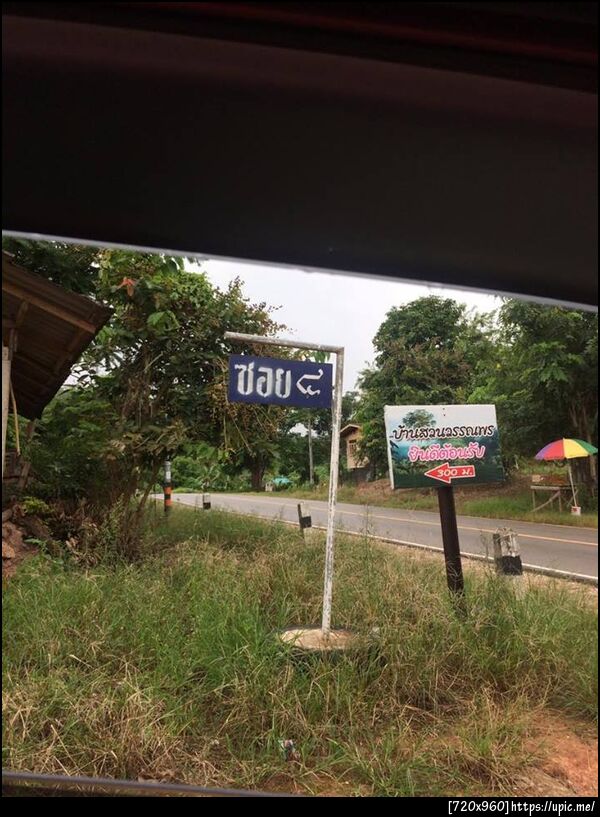 ซอย ๔
บ้านสวนวรรณพร
ยินดีต้อนรับ
300 ม.
[720x960]https://upic.me/